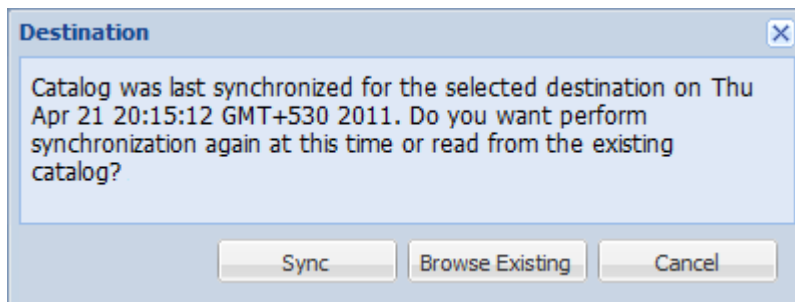 Destination
Catalog was last synchronized for the selected destination on Thu
Apr 21 20:15:12 GMT+530 2011. Do you want perform
synchronization again at this time or read from the existing
catalog?
Sync
Browse Existing
Cancel